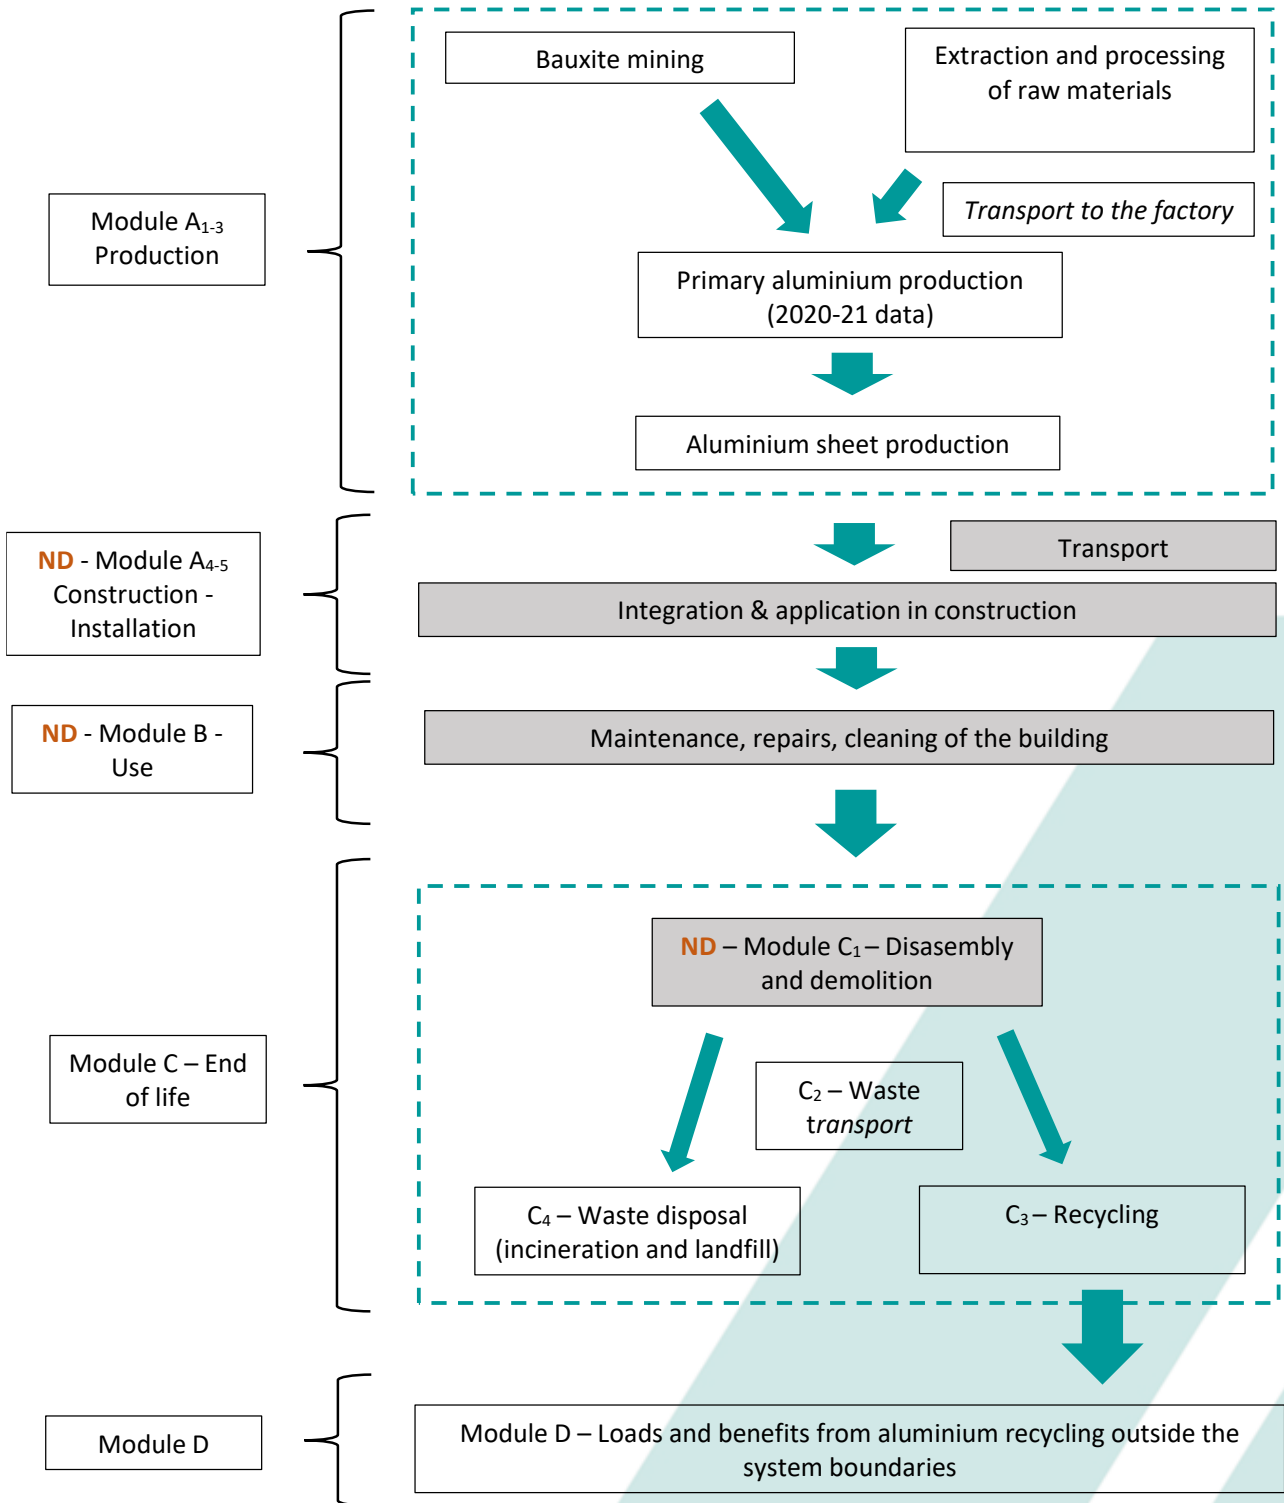 Bauxite mining
Extraction and processing
of raw materials
Transport to the factory
Module A1-3
Production
Primary aluminium production
(2020-21 data)
Aluminium sheet production
ND - Module A4-5
Construction -
Installation
Transport
Integration & application in construction
ND - Module B -
Use
Maintenance, repairs, cleaning of the building
ND – Module C1 – Disasembly
and demolition
Module C – End
of life
C2 – Waste
transport
C4 – Waste disposal
(incineration and landfill)
C3 – Recycling
Module D
Module D – Loads and benefits from aluminium recycling outside the
system boundaries